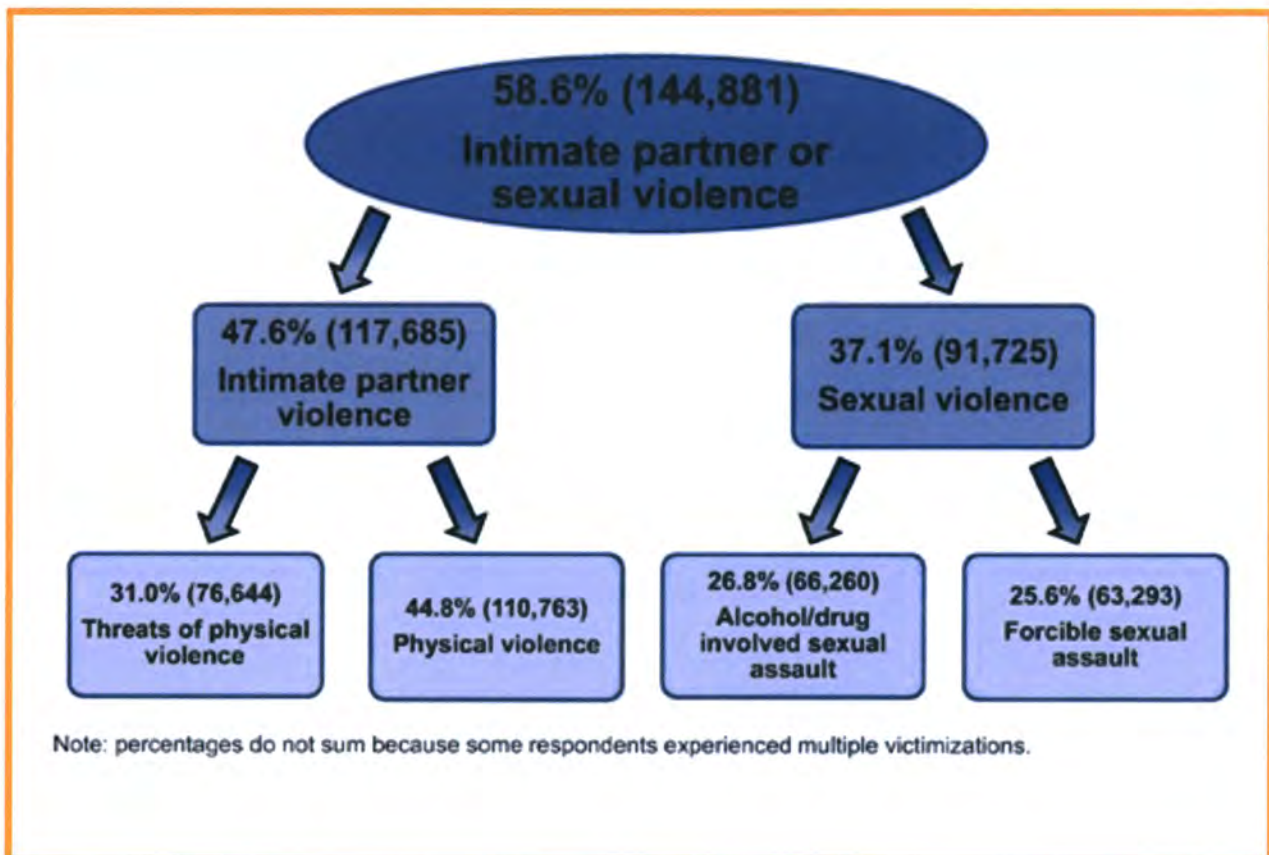 58.6% (144,881)
Intimate partner or
sexual violence
47.6% (117,685)
Intimate partner
violence
37.1% (91,725)
Sexual violence
31.0% (76,644)
Threats of physical
violence
44.8% (110,763)
Physical violence
26.8% (66,260)
Alcohol/drug
involved sexual
assault
25.6% (63,293)
Forcible sexual
assault
Note: percentages do not sum because some respondents experienced multiple victimizations.